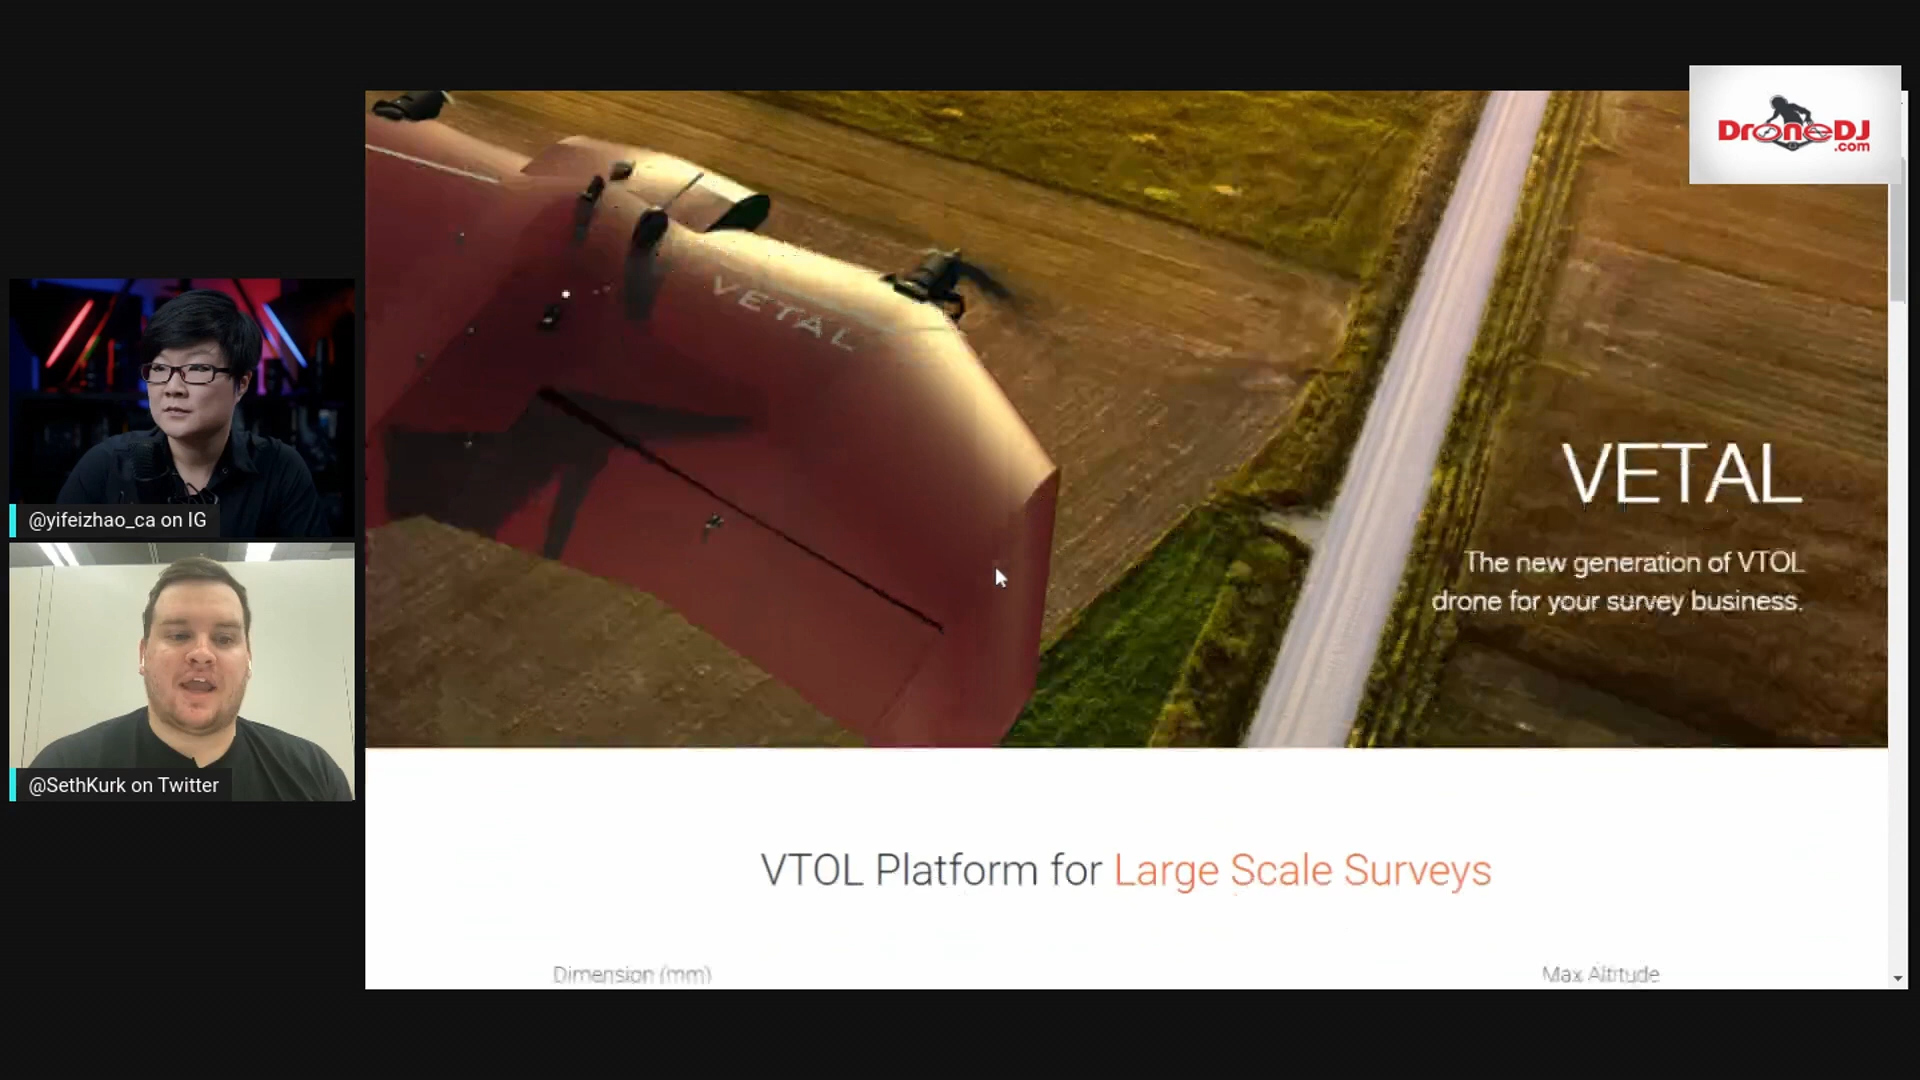 DroneDJ
.com
VETAL
VETAL
The new generation of VTOL
drone for your survey business.
@yifeizhao_ca on IG
@SethKurk on Twitter
VTOL Platform for Large Scale Surveys
Dimension (mm)
Max Altitude